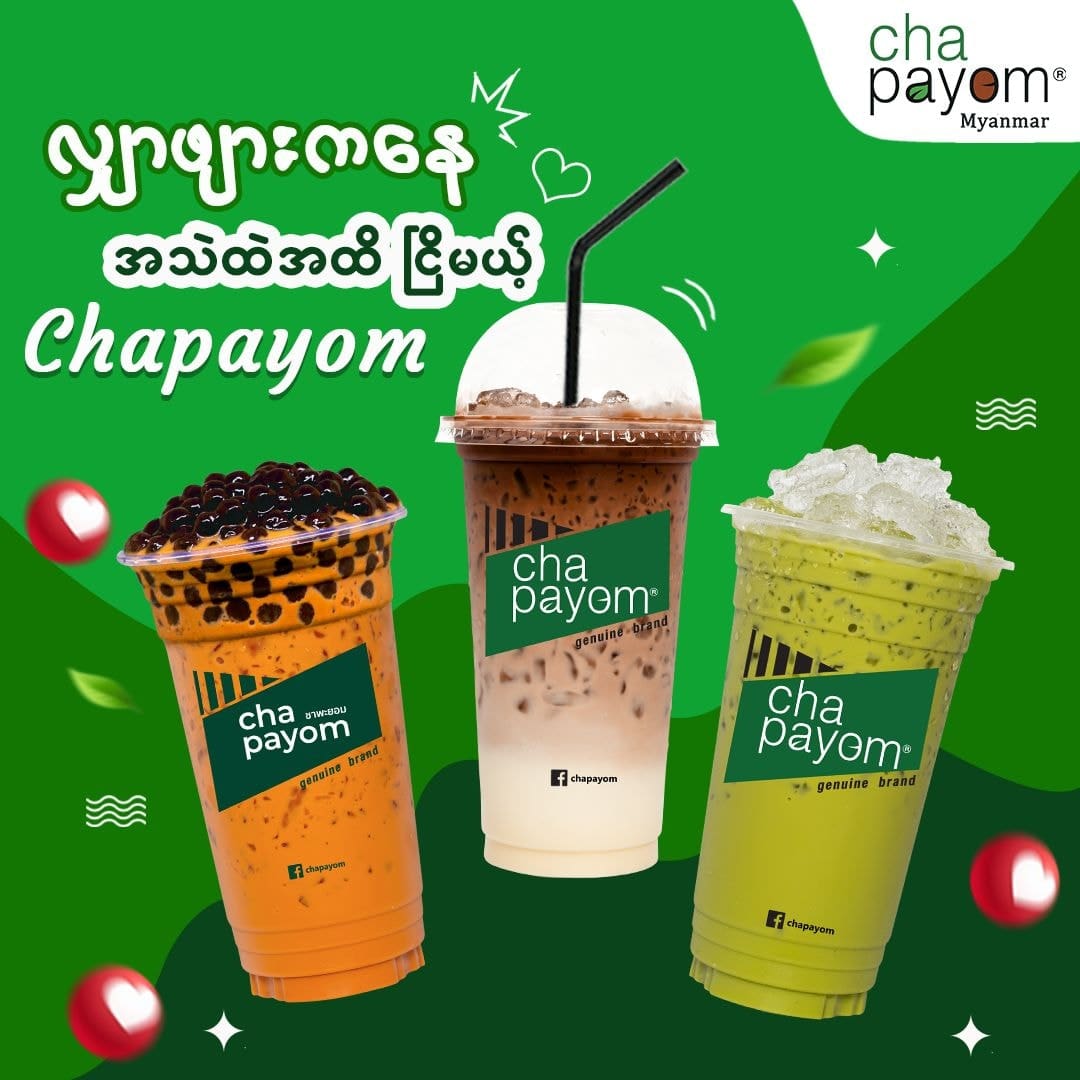 cha
payom®
Myanmar
လျှာဖျားကနေ
အသဲထဲအထိ ငြိမယ့်
Chapayom
cha
payom®
genuine brand
chapayom
cha ชาพะยอม
payom
genuine brand
chapayom
cha
payom®
genuine brand
chapayom